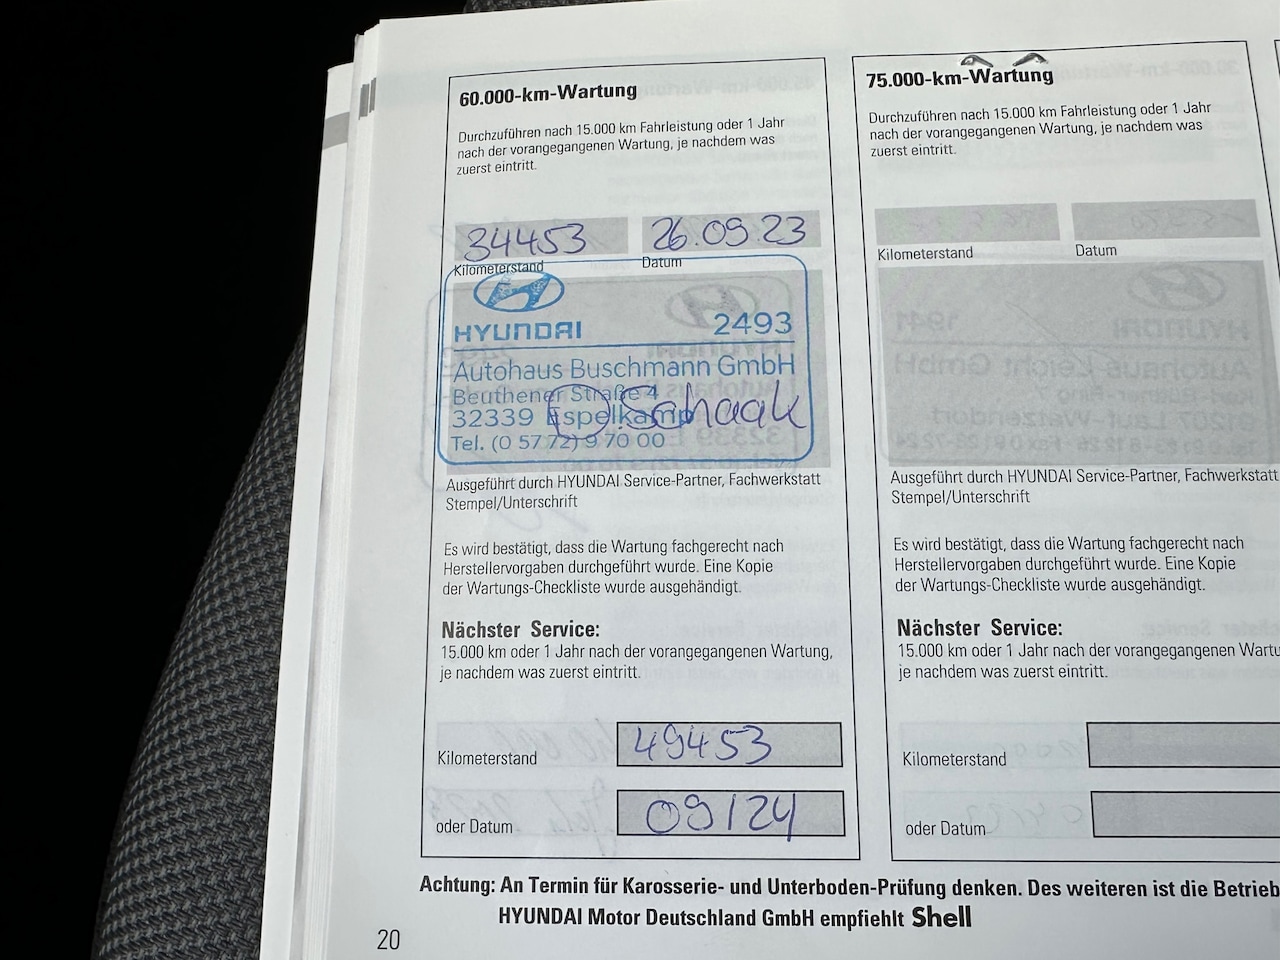 60.000-km-Wartung
Durchzuführen nach 15.000 km Fahrleistung oder 1 Jahr
nach der vorangegangenen Wartung, je nachdem was
zuerst eintritt.
34453 26.09.23
Kilometerstand Datum
HYUNDAI 2493
Autohaus Buschmann GmbH
Beuthener Straße 4
32339 Espelkamp
Schaak
Tel. (0 57 72) 9 70 00
Ausgeführt durch HYUNDAI Service-Partner, Fachwerkstatt
Stempel/Unterschrift
Es wird bestätigt, dass die Wartung fachgerecht nach
Herstellervorgaben durchgeführt wurde. Eine Kopie
der Wartungs-Checkliste wurde ausgehändigt.
Nächster Service:
15.000 km oder 1 Jahr nach der vorangegangenen Wartung,
je nachdem was zuerst eintritt.
Kilometerstand 49453
oder Datum 09/24
75.000-km-Wartung
Durchzuführen nach 15.000 km Fahrleistung oder 1 Jahr
nach der vorangegangenen Wartung, je nachdem was
zuerst eintritt.
Kilometerstand Datum
Ausgeführt durch HYUNDAI Service-Partner, Fachwerkstatt
Stempel/Unterschrift
Es wird bestätigt, dass die Wartung fachgerecht nach
Herstellervorgaben durchgeführt wurde. Eine Kopie
der Wartungs-Checkliste wurde ausgehändigt.
Nächster Service:
15.000 km oder 1 Jahr nach der vorangegangenen Wartu
je nachdem was zuerst eintritt.
Kilometerstand
oder Datum
Achtung: An Termin für Karosserie- und Unterboden-Prüfung denken. Des weiteren ist die Betrieb
HYUNDAI Motor Deutschland GmbH empfiehlt Shell
20